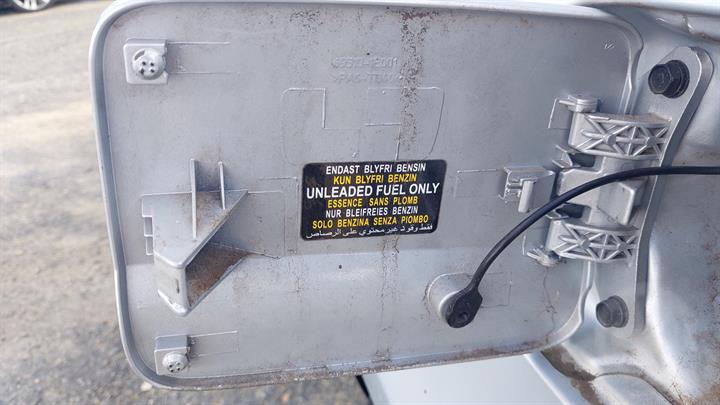 ENDAST BLYFRI BENSIN
KUN BLYFRI BENZIN
UNLEADED FUEL ONLY
ESSENCE SANS PLOMB
NUR BLEIFREIES BENZIN
SOLO BENZINA SENZA PIOMBO
فقط وقود غير محتوي على الرصاص